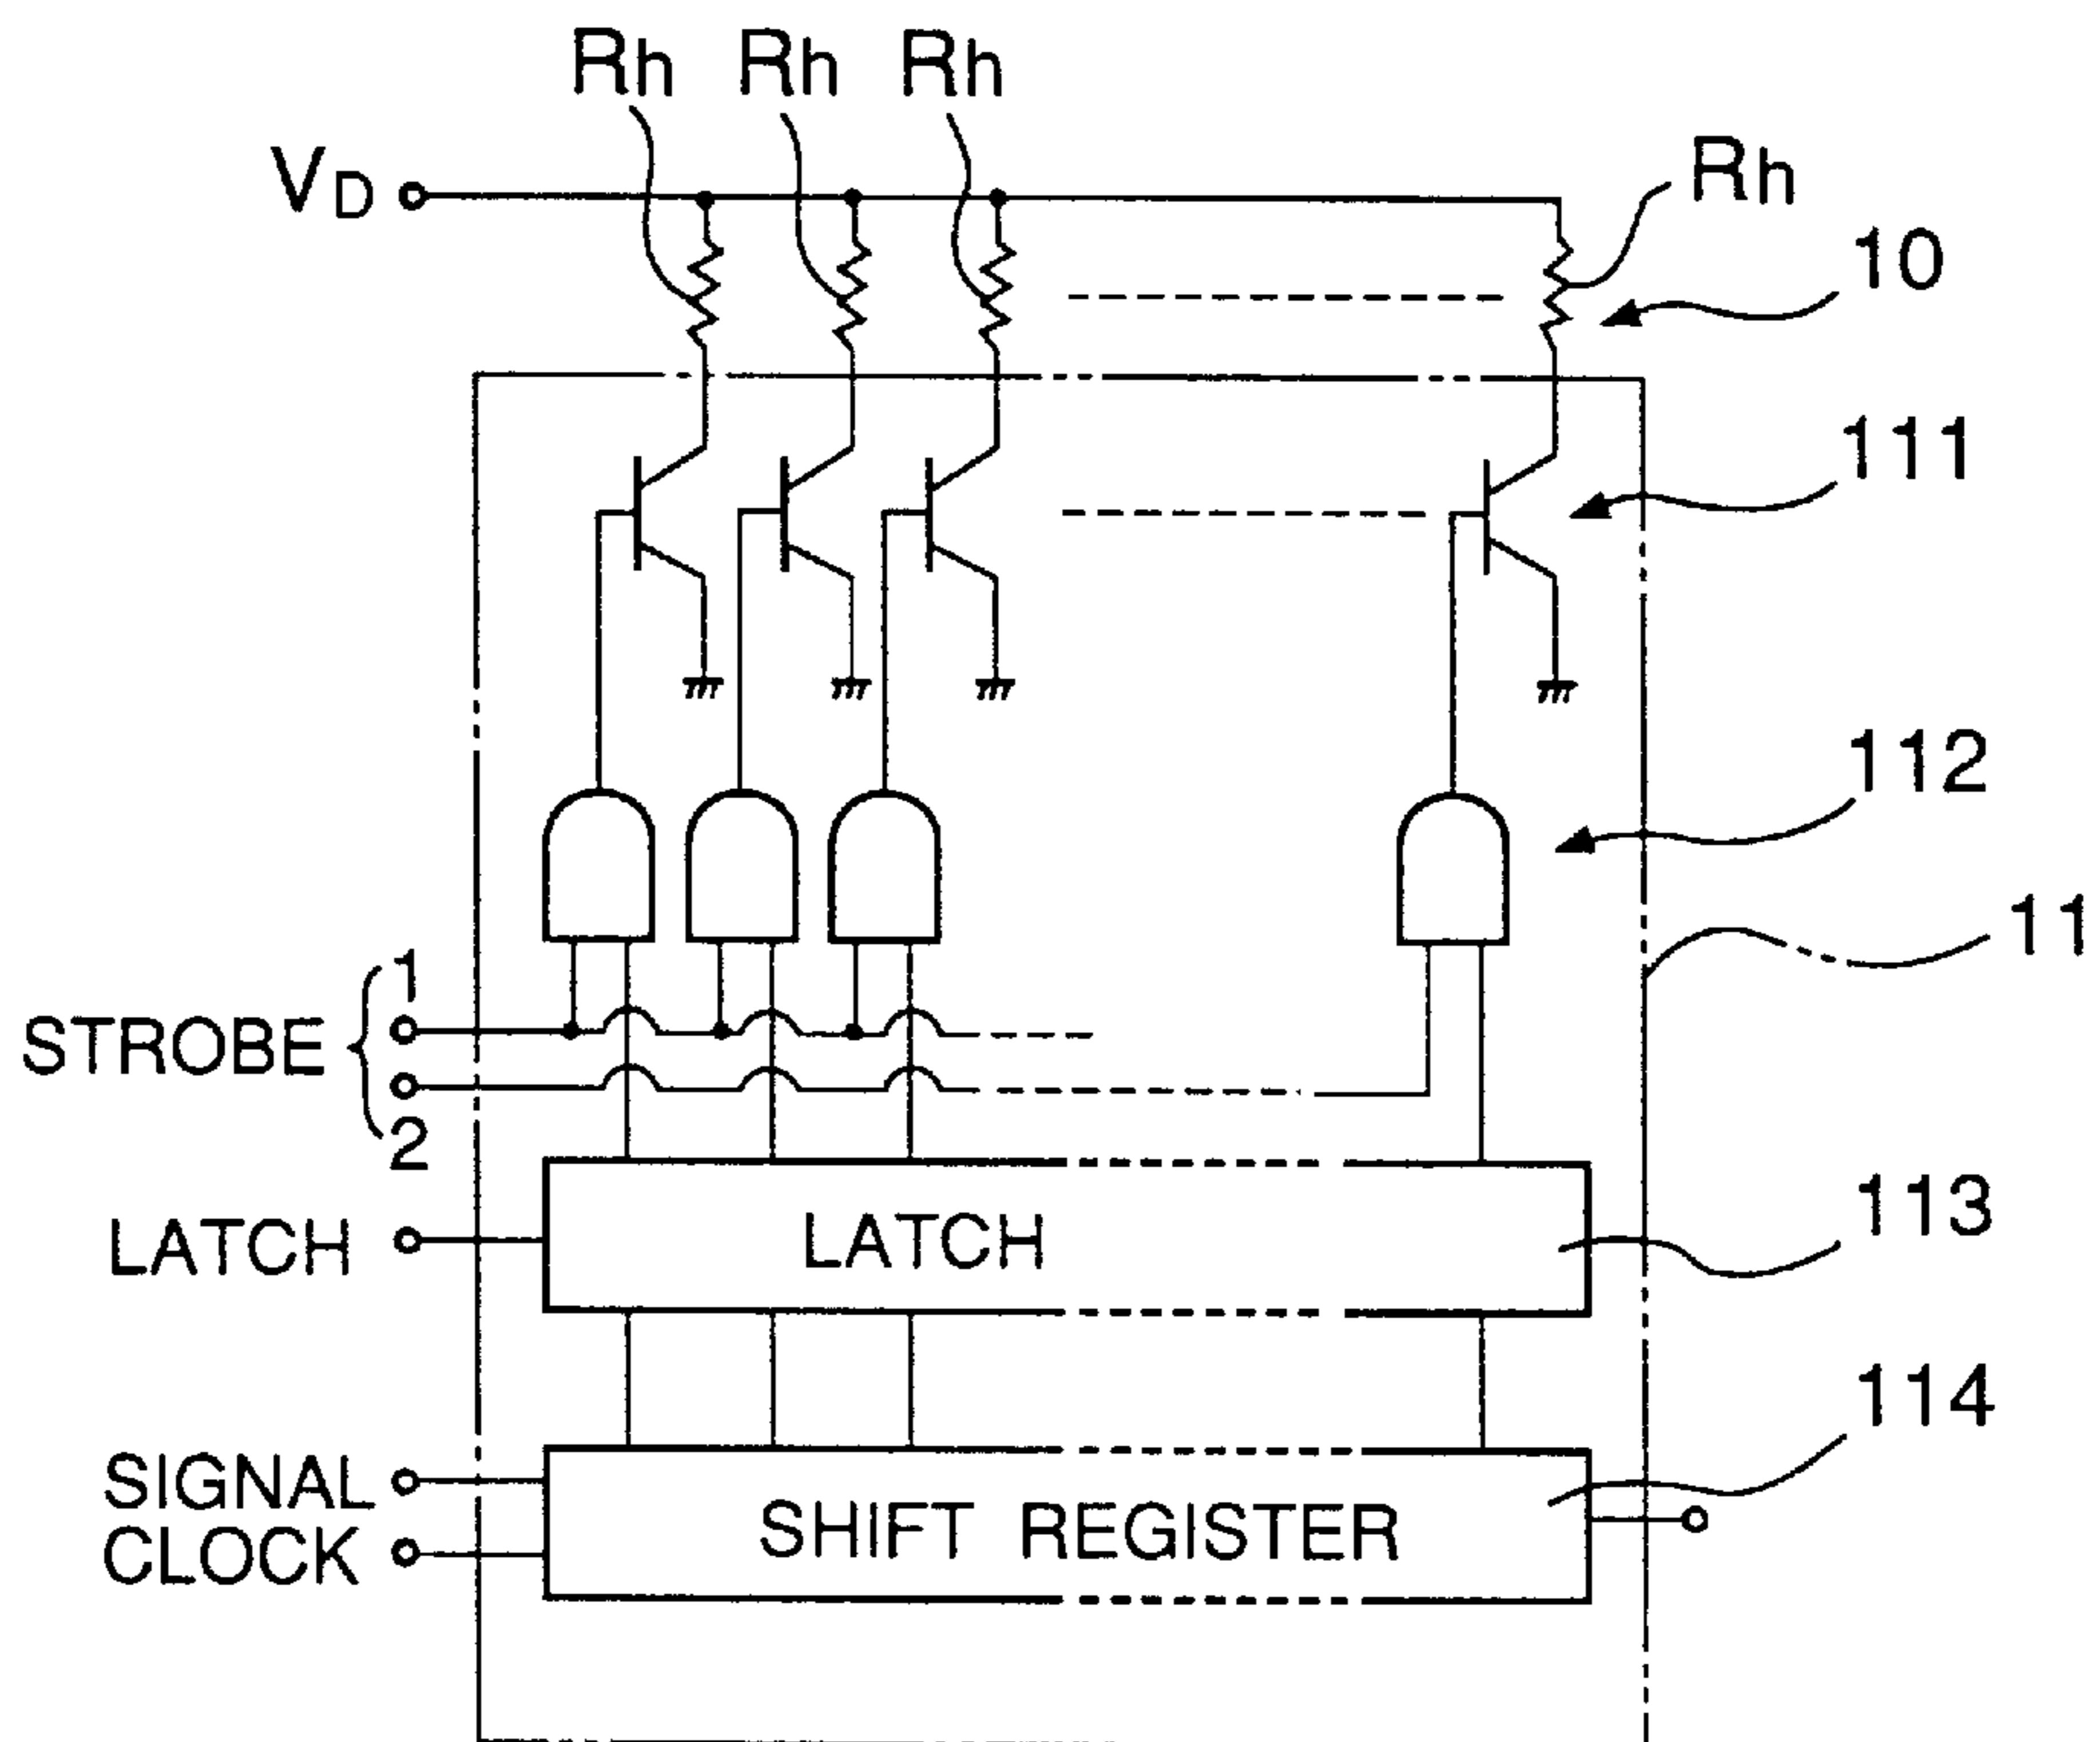 Rh Rh Rh
VD
Rh
10
111
112
11
STROBE
1
2
LATCH
LATCH
113
114
SIGNAL
CLOCK
SHIFT REGISTER